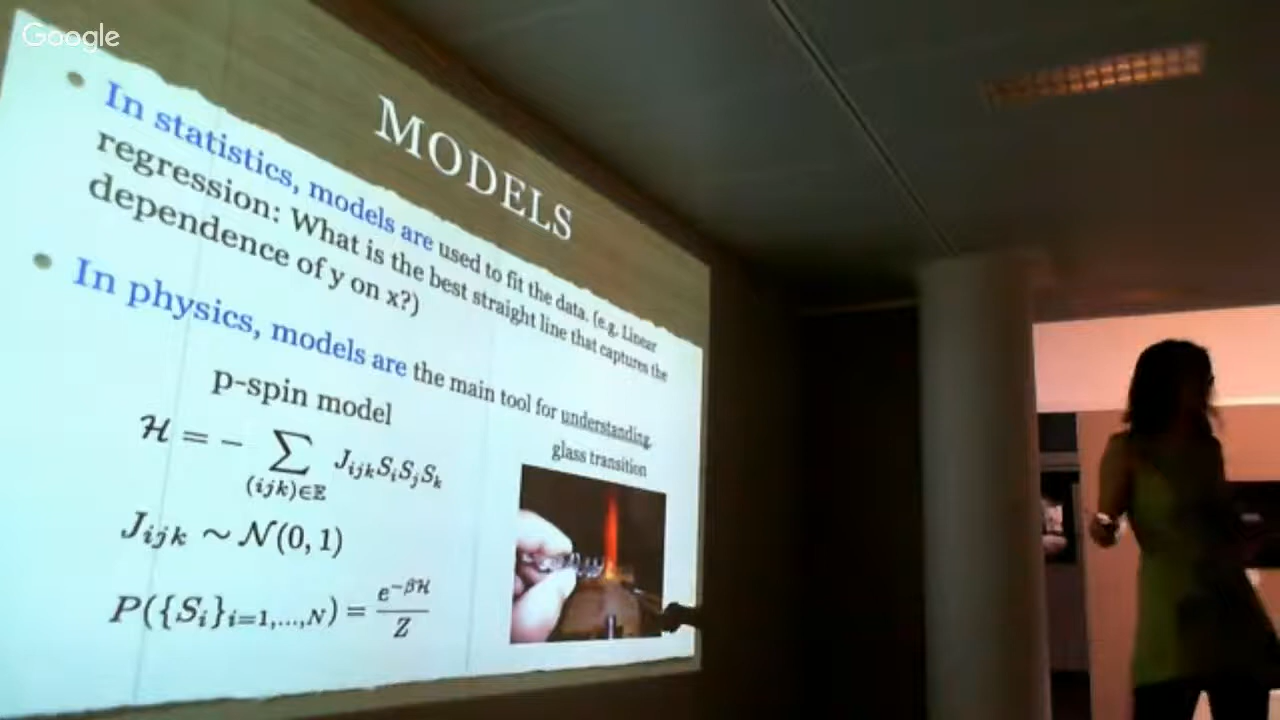 Google
MODELS
In statistics, models are used to fit the data. (e.g. Linear
regression: What is the best straight line that captures the
dependence of y on x?)
In physics, models are the main tool for understanding.
p-spin model
glass transition
ℋ = − ∑_{(ijk)∈𝔼} J_{ijk} S_i S_j S_k
J_{ijk} ∼ 𝒩(0, 1)
P({S_i}_{i=1,...,N}) = e^{−βℋ} / Z